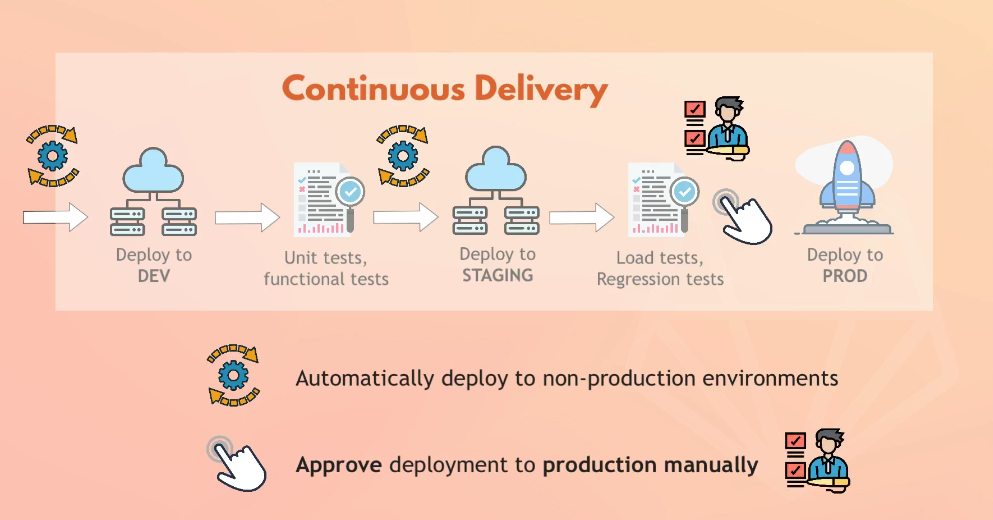 Continuous Delivery
Deploy to
DEV
Unit tests,
functional tests
Deploy to
STAGING
Load tests,
Regression tests
Deploy to
PROD
Automatically deploy to non-production environments
Approve deployment to production manually